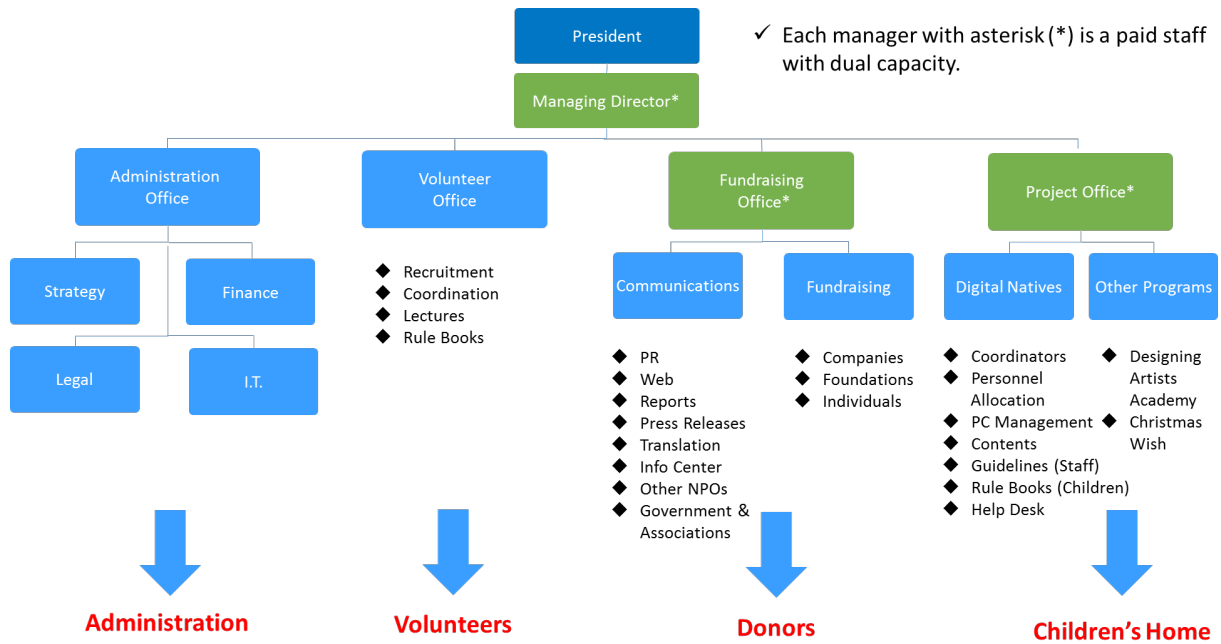 President
✓ Each manager with asterisk (*) is a paid staff
with dual capacity.
Managing Director*
Administration
Office
Volunteer
Office
Fundraising
Office*
Project Office*
Strategy
Finance
Legal
I.T.
◆ Recruitment
◆ Coordination
◆ Lectures
◆ Rule Books
Communications
Fundraising
Digital Natives
Other Programs
◆ PR
◆ Web
◆ Reports
◆ Press Releases
◆ Translation
◆ Info Center
◆ Other NPOs
◆ Government &
Associations
◆ Companies
◆ Foundations
◆ Individuals
◆ Coordinators
◆ Personnel
Allocation
◆ PC Management
◆ Contents
◆ Guidelines (Staff)
◆ Rule Books (Children)
◆ Help Desk
◆ Designing
Artists
Academy
◆ Christmas
Wish
Administration
Volunteers
Donors
Children's Home